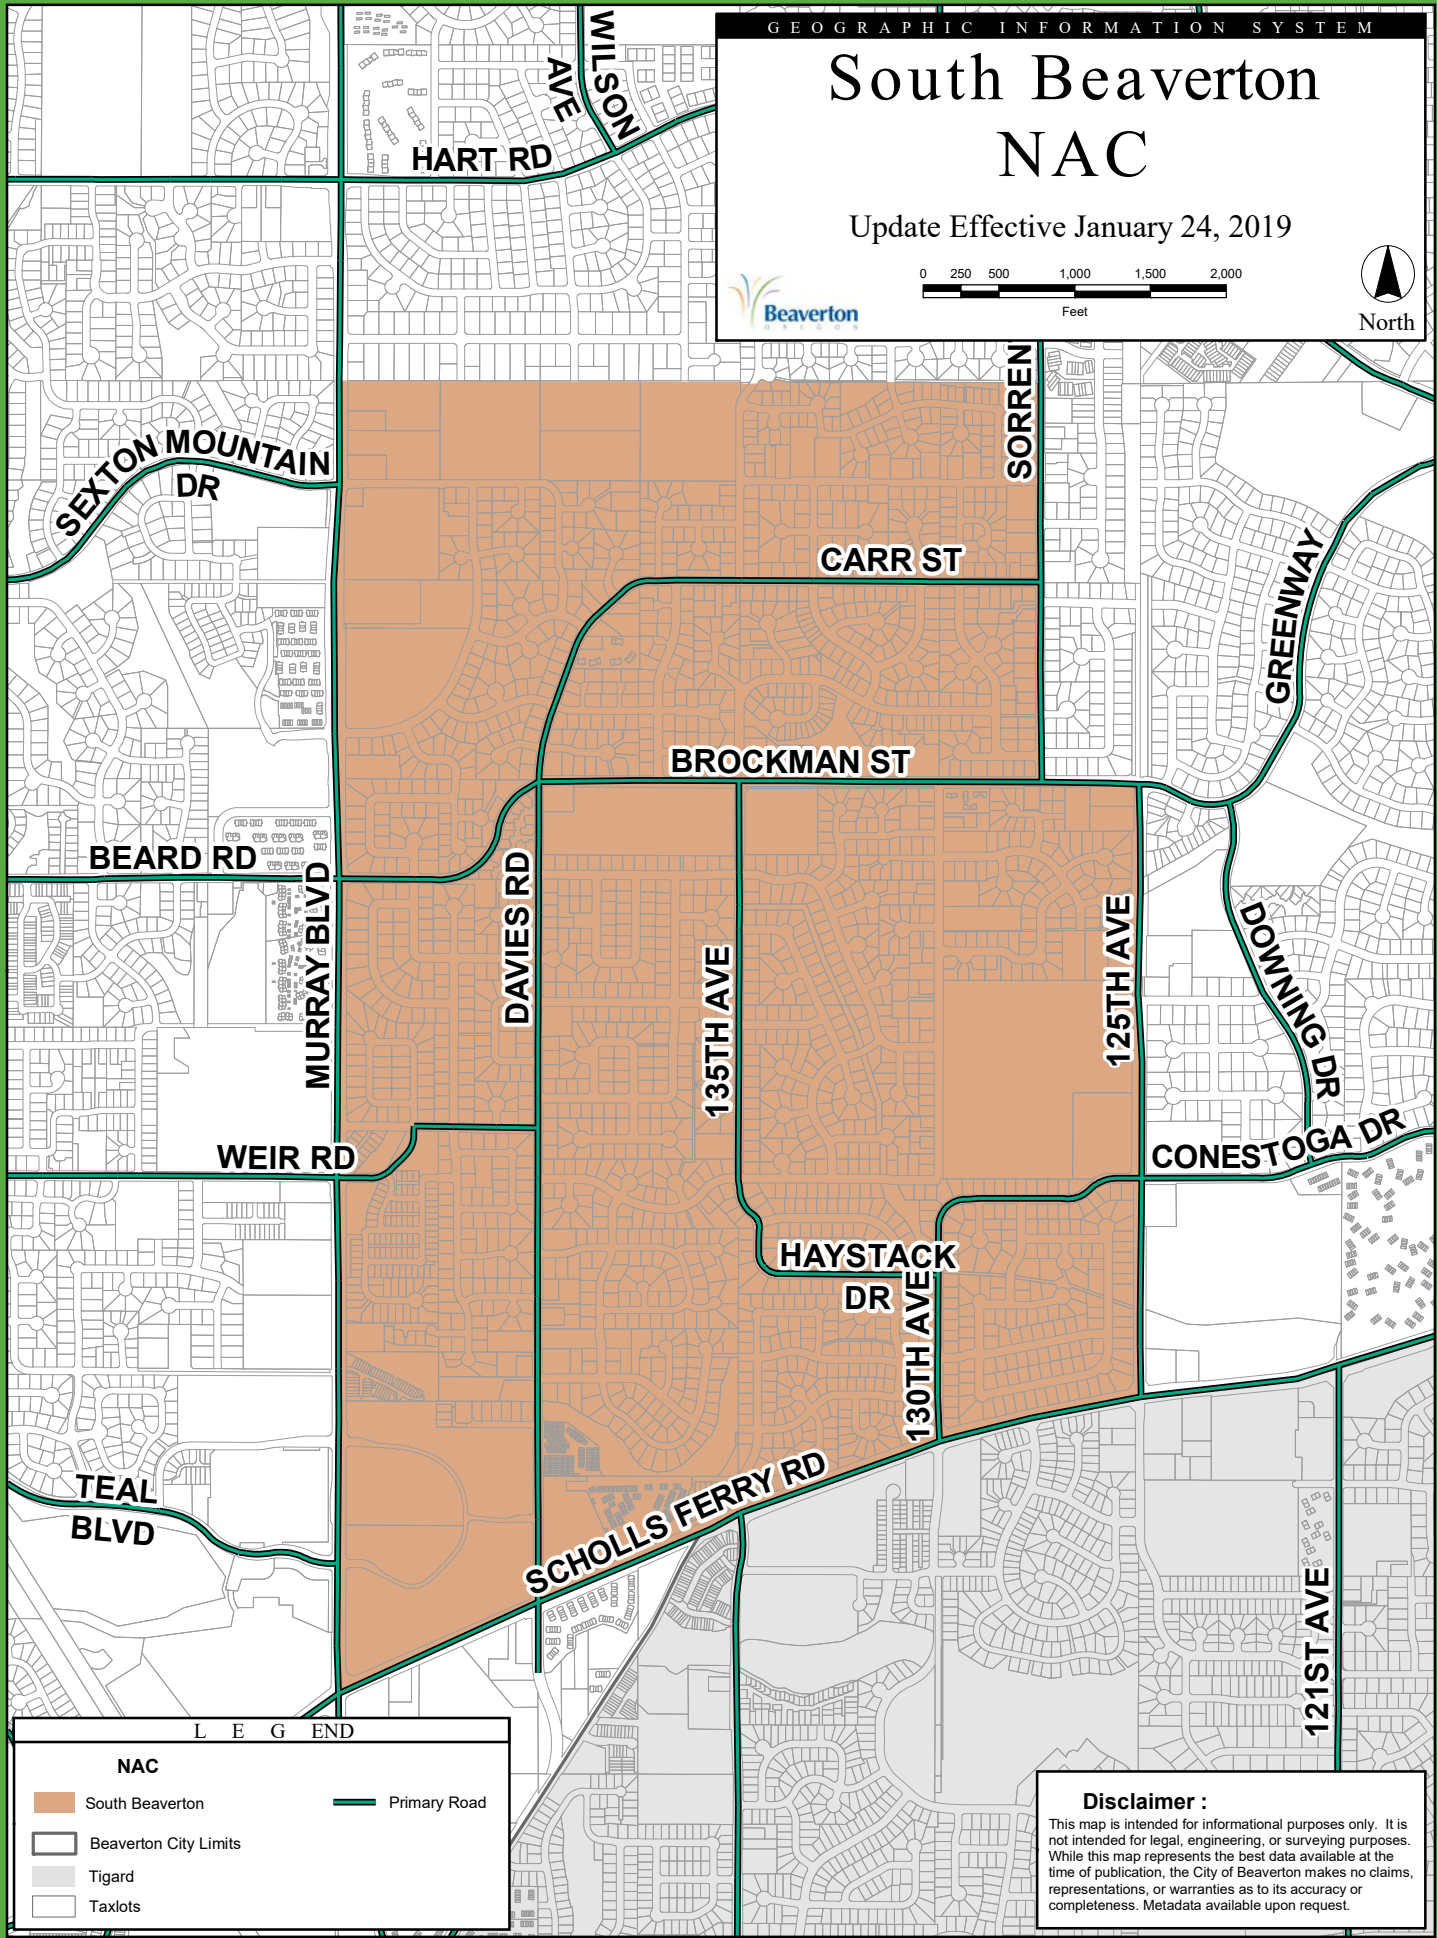 GEOGRAPHIC INFORMATION SYSTEM
South Beaverton
NAC
Update Effective January 24, 2019
0 250 500 1,000 1,500 2,000
Feet
Beaverton
OREGON
North
WILSON
AVE
HART RD
SORREN
SEXTON MOUNTAIN
DR
CARR ST
GREENWAY
BROCKMAN ST
BEARD RD
MURRAY BLVD
DAVIES RD
135TH AVE
125TH AVE
DOWNING DR
WEIR RD
CONESTOGA DR
HAYSTACK
DR
130TH AVE
SCHOLLS FERRY RD
TEAL
BLVD
121ST AVE
LEGEND
NAC
South Beaverton
Primary Road
Beaverton City Limits
Tigard
Taxlots
Disclaimer :
This map is intended for informational purposes only. It is
not intended for legal, engineering, or surveying purposes.
While this map represents the best data available at the
time of publication, the City of Beaverton makes no claims,
representations, or warranties as to its accuracy or
completeness. Metadata available upon request.